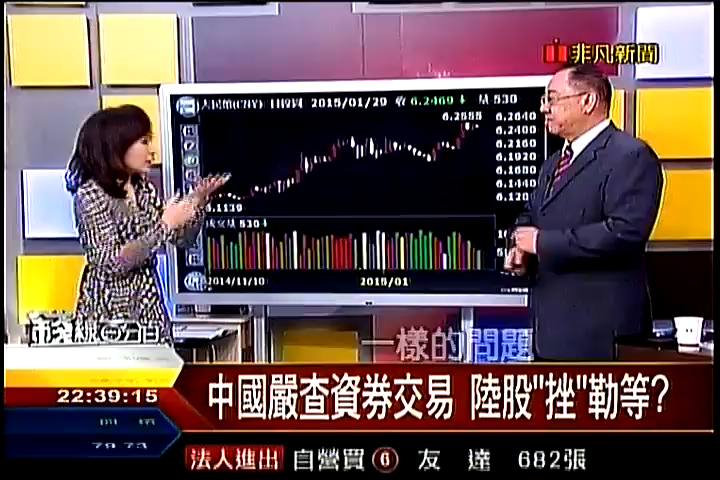 非凡新聞
人民幣(CNY) 日線圖 2015/01/29 收 6.2469↓ 量 530
6.2555
6.2640
6.2400
6.2160
6.1920
6.1680
6.1440
6.1200
6.1139
成交量 530↓
2014/11/10 2015/01
一樣的問題
22:39:15
中國嚴查資券交易 陸股"挫"勒等?
79.73
法人進出 自營買 6 友達 682張